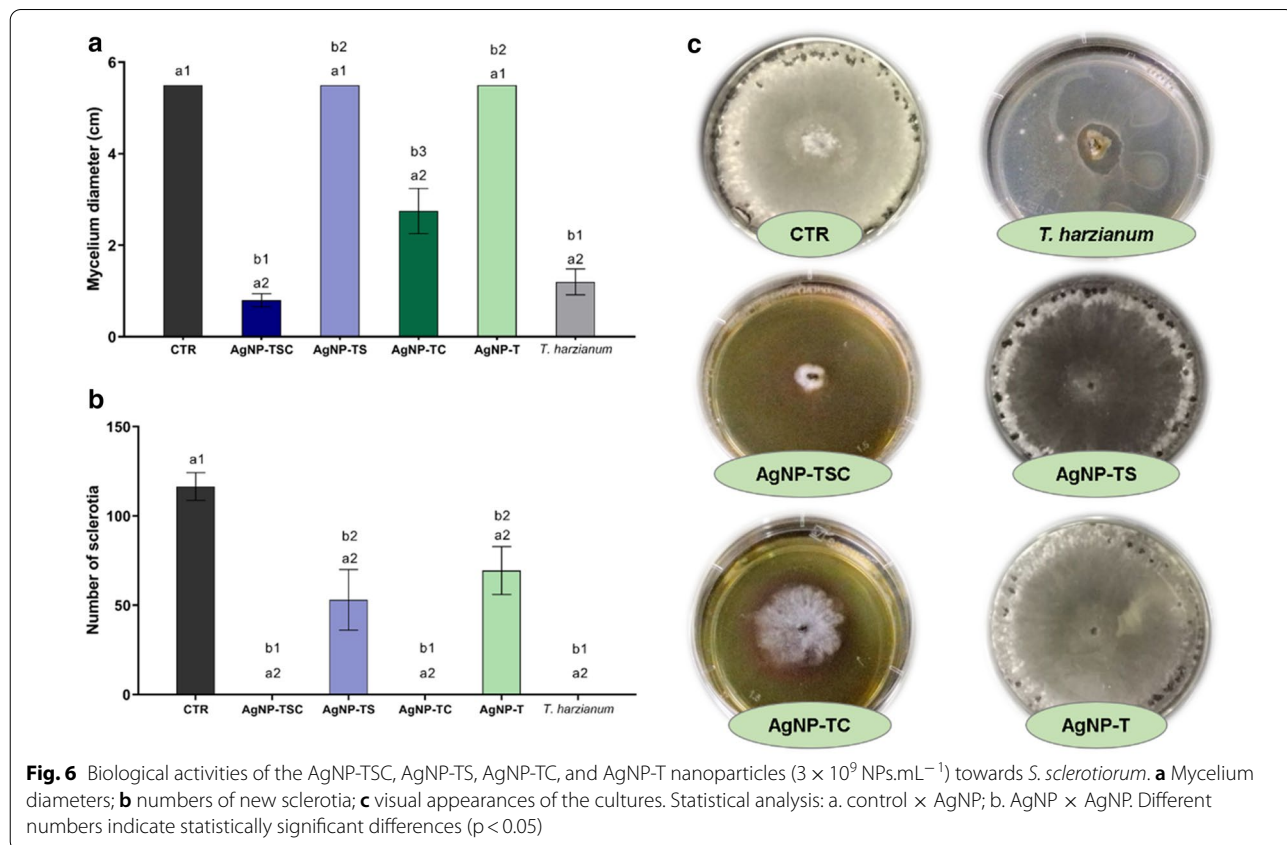 a
b2
b2
6
a1
a1
a1
b3
4
a2
Mycelium diameter (cm)
b1
b1
2
a2
a2
0
CTR
AgNP-TSC
AgNP-TS
AgNP-TC
AgNP-T
T. harzianum
b
150
a1
Number of sclerotia
100
b2
b2
a2
a2
50
b1
b1
b1
a2
a2
a2
0
CTR
AgNP-TSC
AgNP-TS
AgNP-TC
AgNP-T
T. harzianum
c
CTR
T. harzianum
1.5
AgNP-TSC
AgNP-TS
1.5
AgNP-TC
AgNP-T
Fig. 6 Biological activities of the AgNP-TSC, AgNP-TS, AgNP-TC, and AgNP-T nanoparticles (3 × 10⁹ NPs.mL⁻¹) towards S. sclerotiorum. a Mycelium
diameters; b numbers of new sclerotia; c visual appearances of the cultures. Statistical analysis: a. control × AgNP; b. AgNP × AgNP. Different
numbers indicate statistically significant differences (p < 0.05)